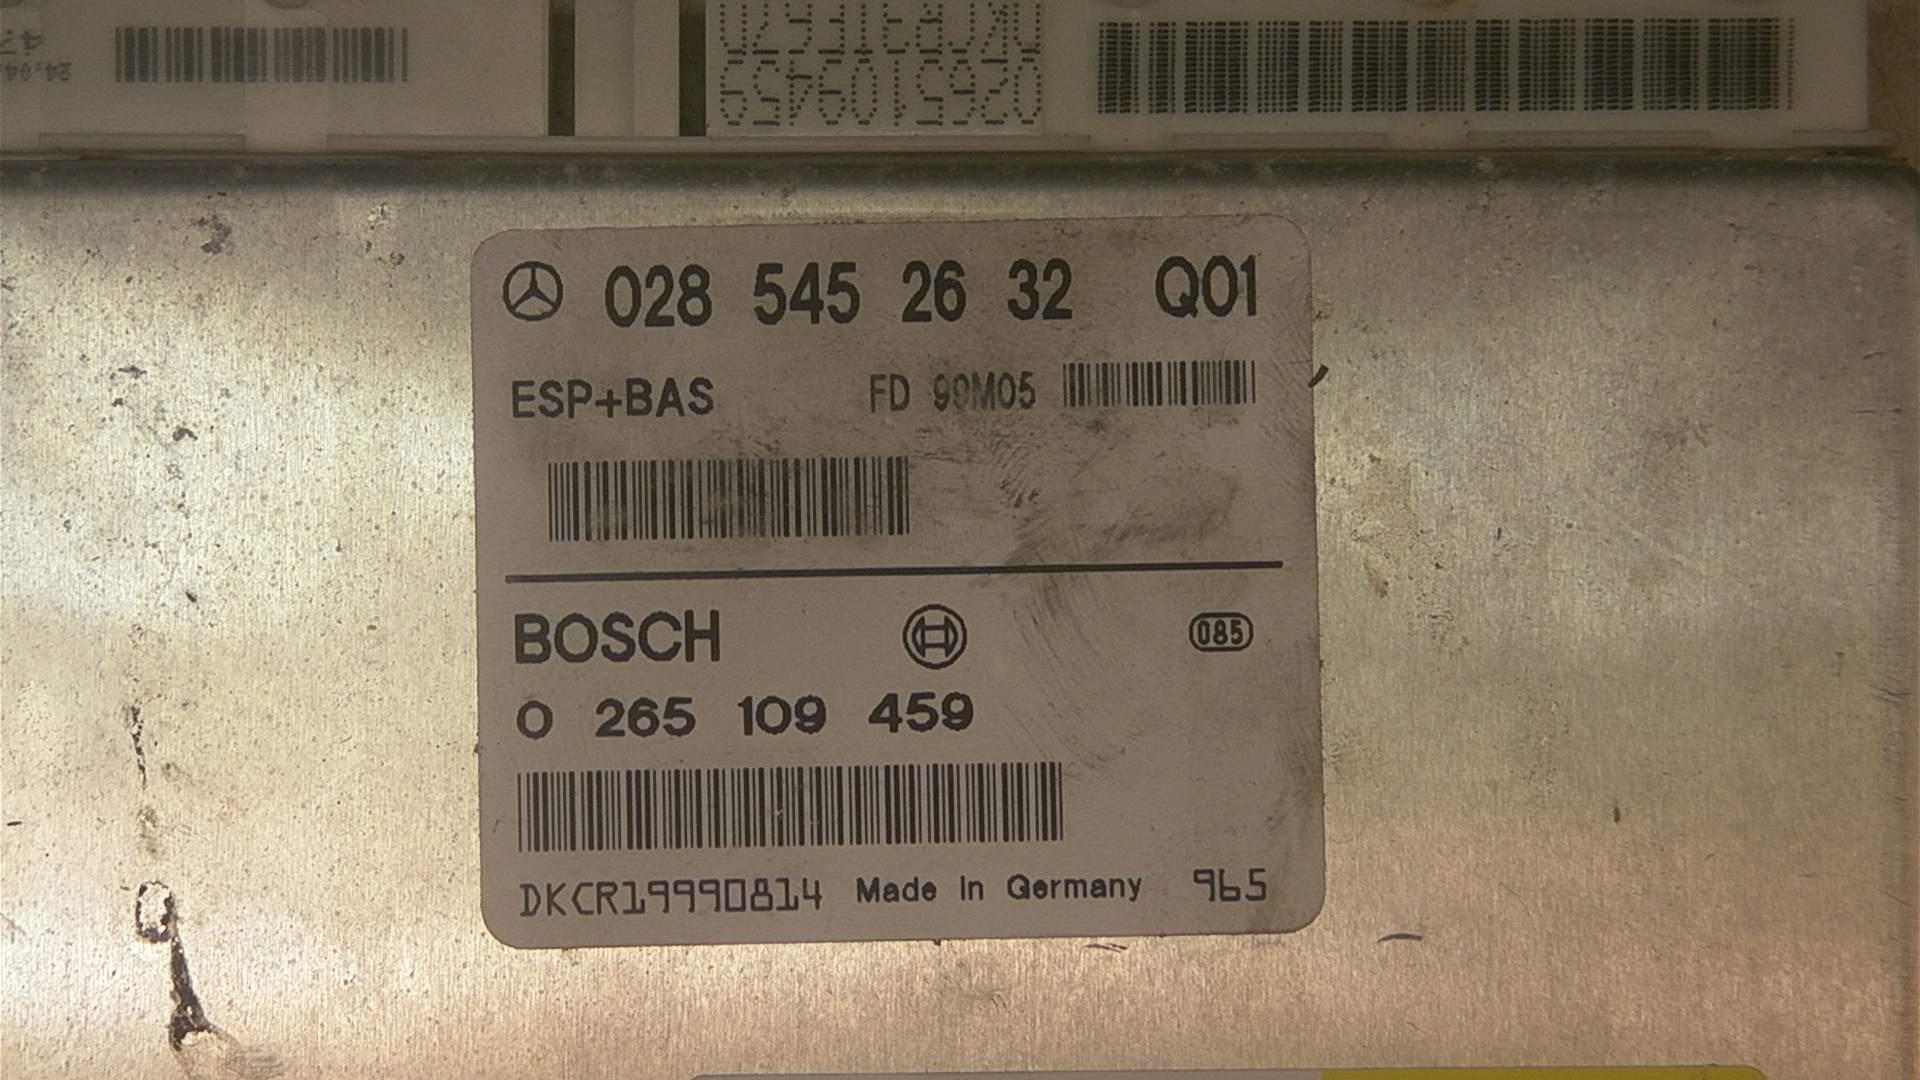 0265109459
028 545 26 32 Q01
ESP+BAS FD 99M05
BOSCH 085
0 265 109 459
DKCR19990814 Made in Germany 965